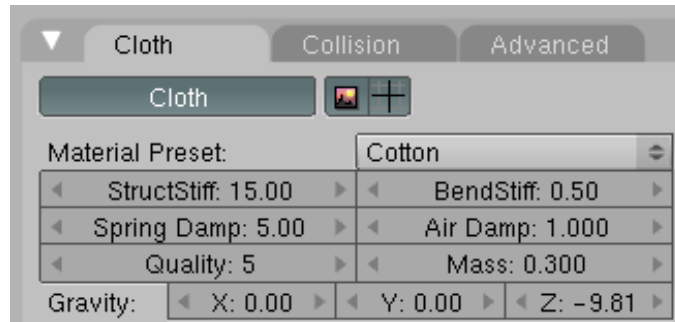 Cloth Collision Advanced
Cloth
Material Preset: Cotton
StructStiff: 15.00 BendStiff: 0.50
Spring Damp: 5.00 Air Damp: 1.000
Quality: 5 Mass: 0.300
Gravity: X: 0.00 Y: 0.00 Z: -9.81